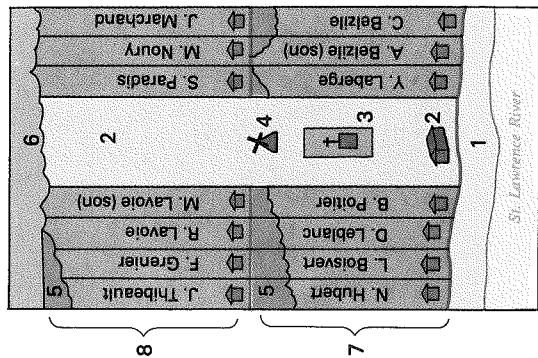 J. Marchand
M. Noury
S. Paradis
C. Belzile
A. Belzile (son)
Y. Laberge
6
2
4
3
2
1
St. Lawrence River
M. Lavoie (son)
R. Lavoie
F. Grenier
J. Thibeault
5
B. Poitier
D. Leblanc
L. Boisvert
N. Hubert
5
8
7